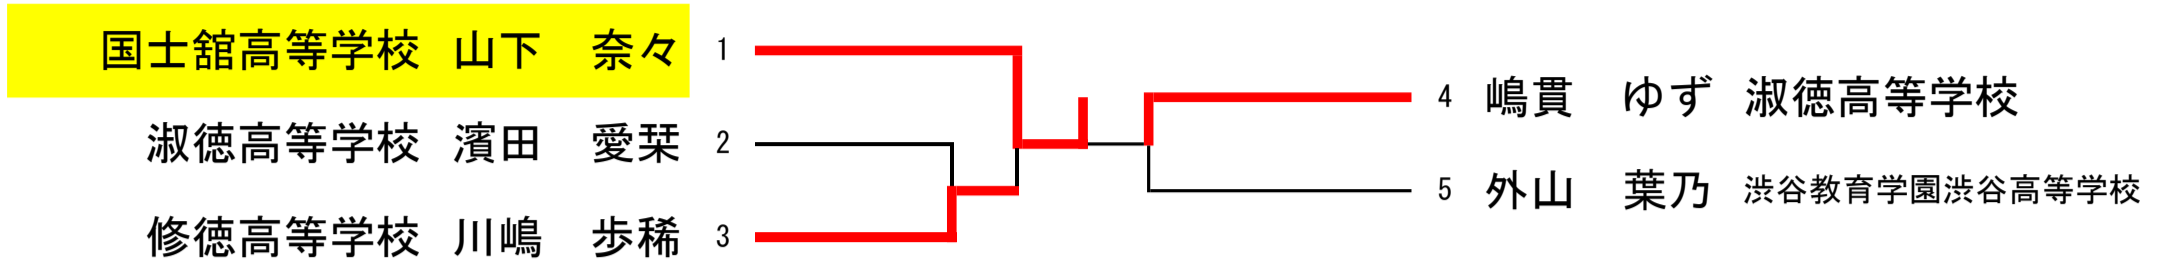 国士舘高等学校 山下 奈々 1
4 嶋貫 ゆず 淑徳高等学校
淑徳高等学校 濱田 愛栞 2
5 外山 葉乃 渋谷教育学園渋谷高等学校
修徳高等学校 川嶋 歩稀 3